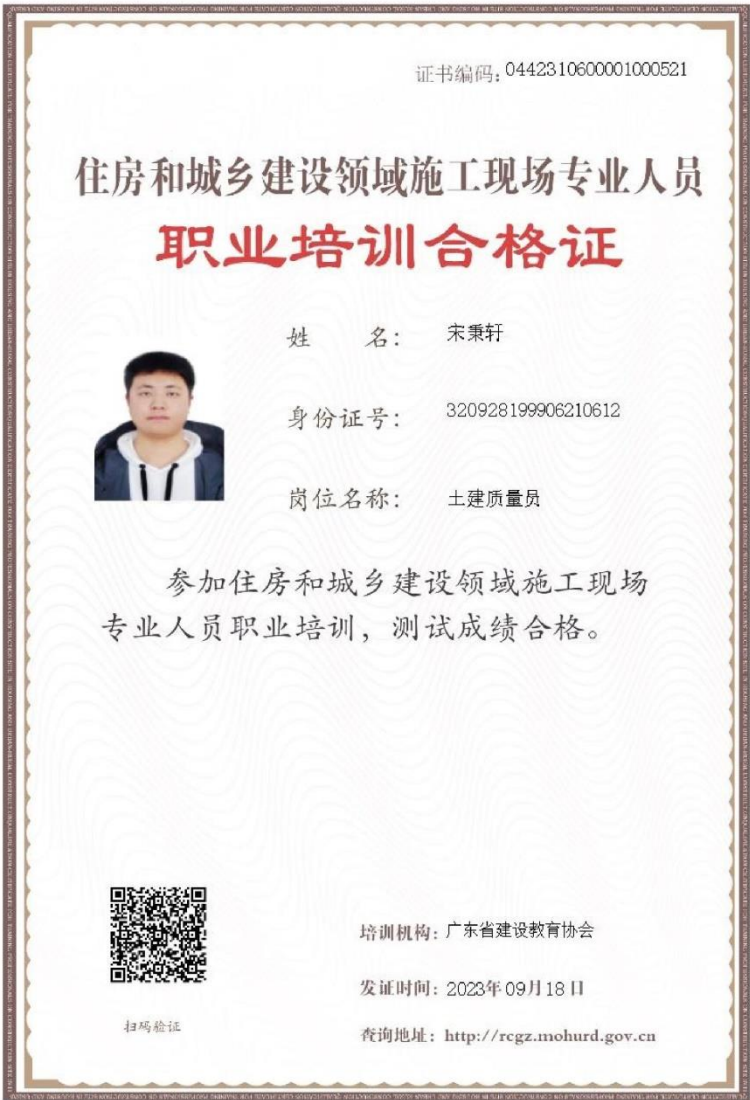 证书编码：0442310600001000521
住房和城乡建设领域施工现场专业人员
职业培训合格证
姓 名： 宋秉轩
身份证号： 320928199906210612
岗位名称： 土建质量员
参加住房和城乡建设领域施工现场
专业人员职业培训，测试成绩合格。
扫码验证
培训机构：广东省建设教育协会
发证时间：2023年09月18日
查询地址：http://rcgz.mohurd.gov.cn